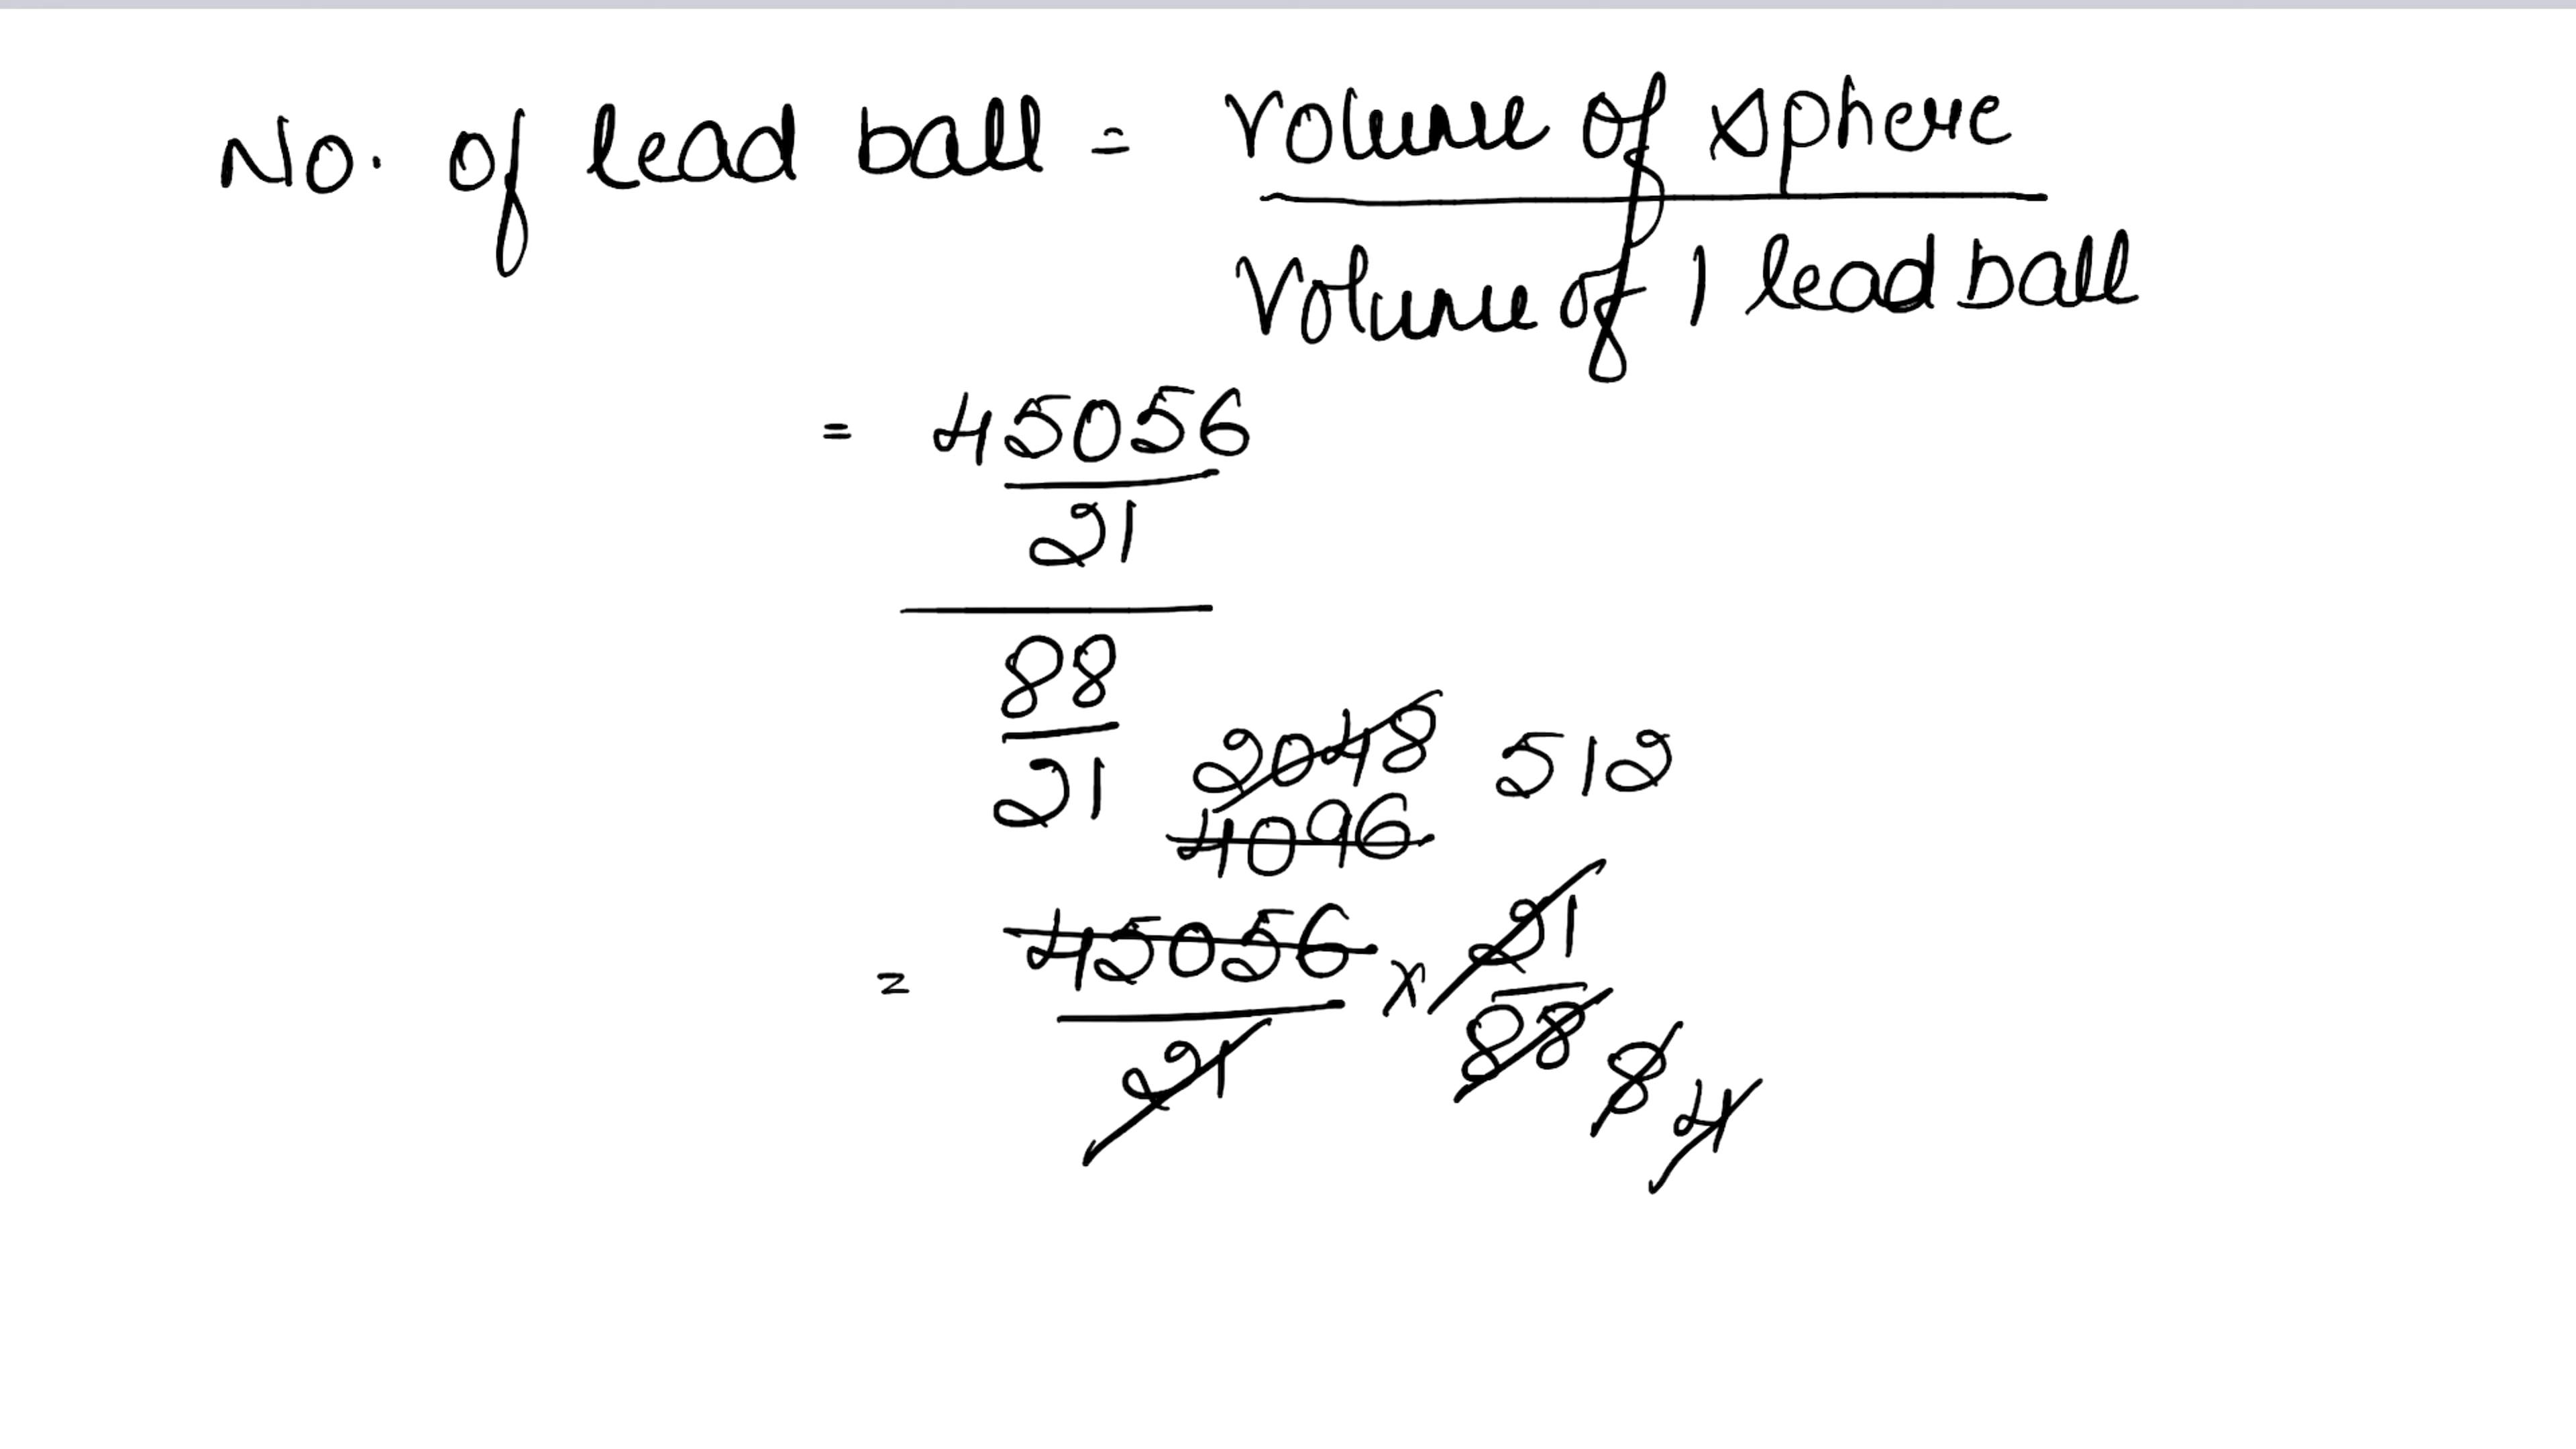 No. of lead ball = Volume of sphere
Volume of 1 lead ball
= 45056
21
88
21
2048 512
4096
= 45056 x 21
21 88 8 4